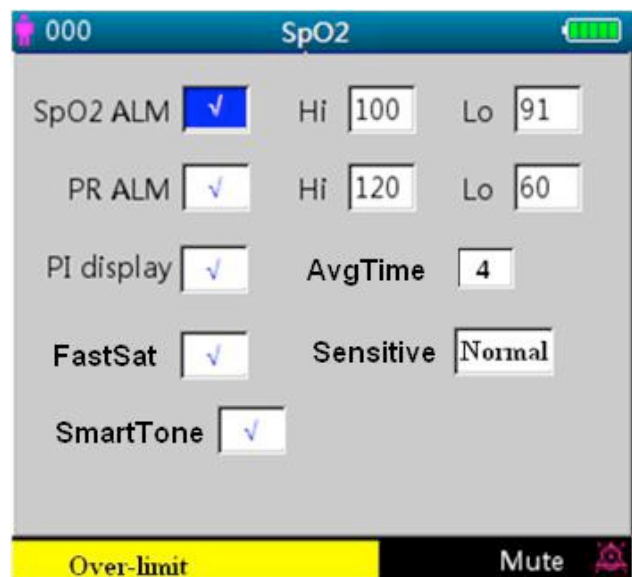 000 SpO2
SpO2 ALM √ Hi 100 Lo 91
PR ALM √ Hi 120 Lo 60
PI display √ AvgTime 4
FastSat √ Sensitive Normal
SmartTone √
Over-limit Mute